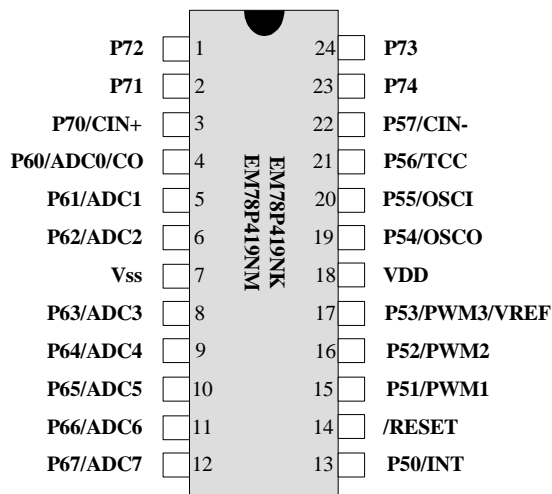 P72 1 24 P73
P71 2 23 P74
P70/CIN+ 3 22 P57/CIN-
P60/ADC0/CO 4 21 P56/TCC
P61/ADC1 5 20 P55/OSCI
P62/ADC2 6 19 P54/OSCO
Vss 7 18 VDD
P63/ADC3 8 17 P53/PWM3/VREF
P64/ADC4 9 16 P52/PWM2
P65/ADC5 10 15 P51/PWM1
P66/ADC6 11 14 /RESET
P67/ADC7 12 13 P50/INT
EM78P419NK
EM78P419NM